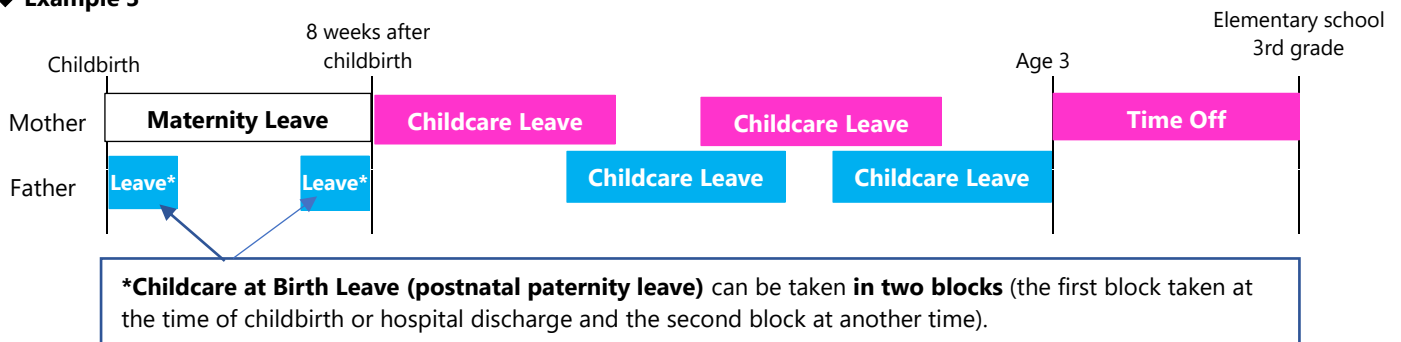 Example 3
Elementary school
3rd grade
8 weeks after
childbirth
Childbirth
Age 3
Mother
Maternity Leave
Childcare Leave
Childcare Leave
Time Off
Father
Leave*
Leave*
Childcare Leave
Childcare Leave
*Childcare at Birth Leave (postnatal paternity leave) can be taken in two blocks (the first block taken at
the time of childbirth or hospital discharge and the second block at another time).